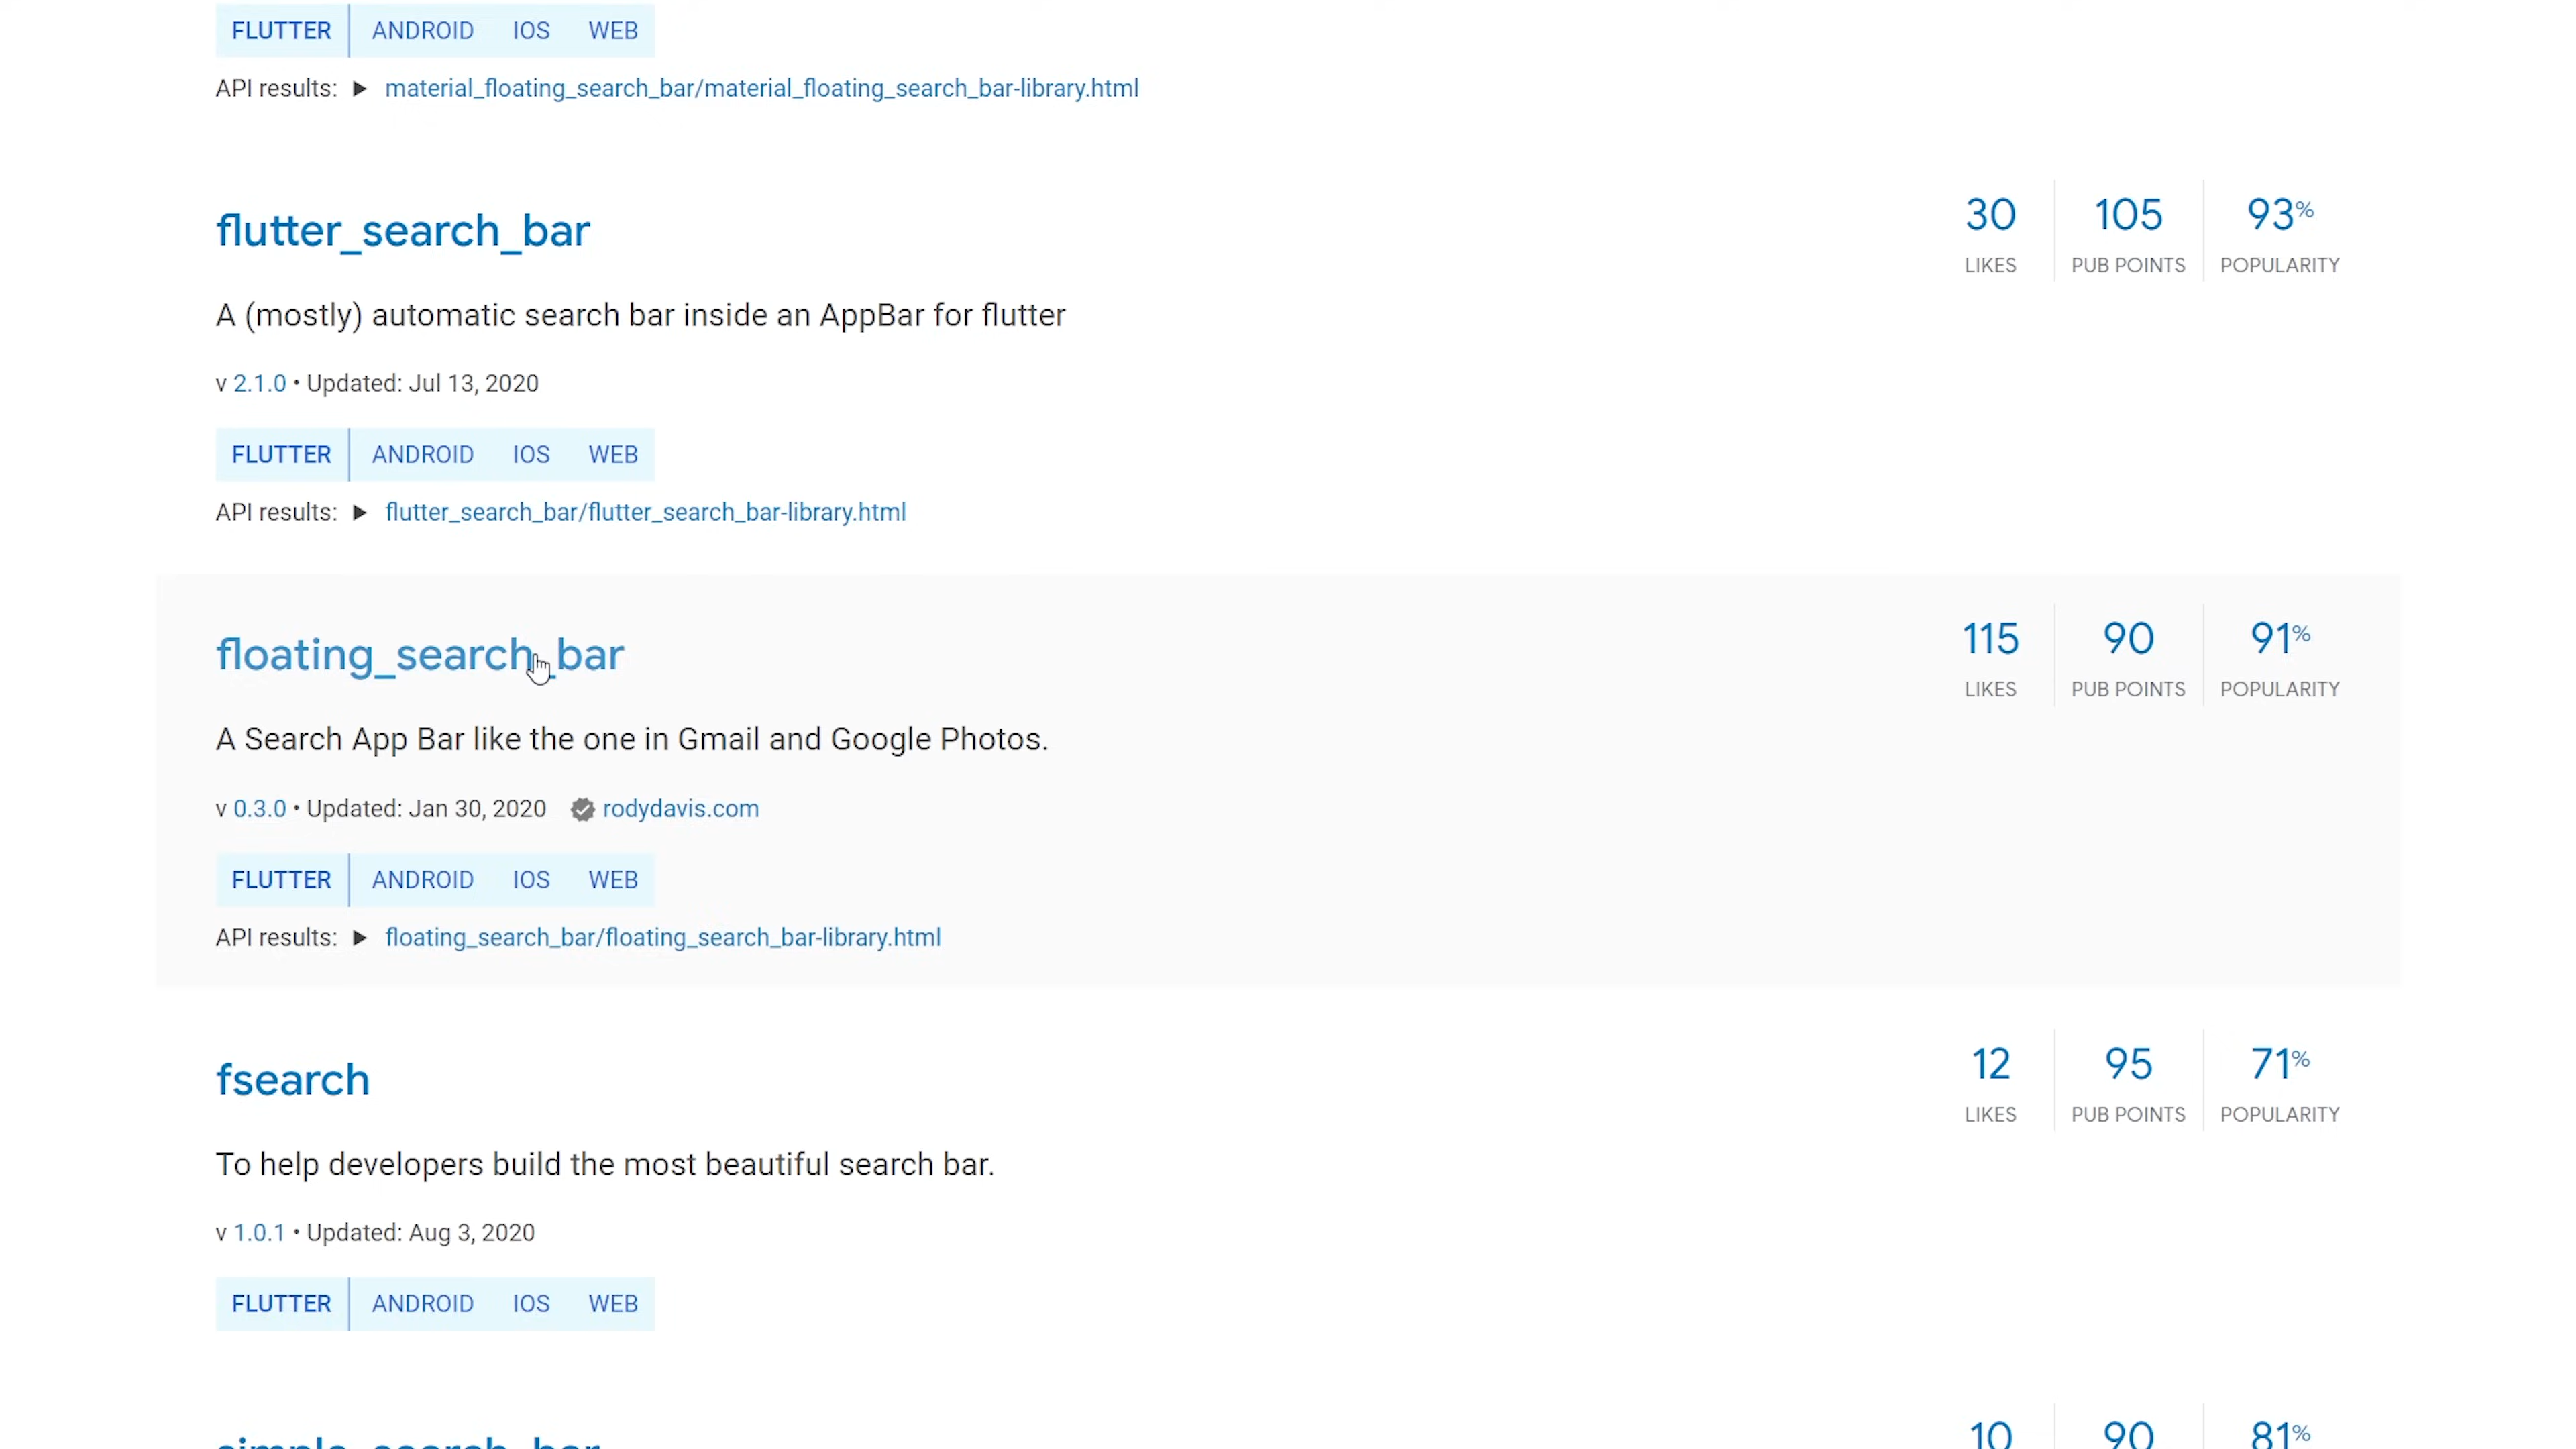 FLUTTER ANDROID IOS WEB
API results: ▶ material_floating_search_bar/material_floating_search_bar-library.html
flutter_search_bar
30 105 93%
LIKES PUB POINTS POPULARITY
A (mostly) automatic search bar inside an AppBar for flutter
v 2.1.0 • Updated: Jul 13, 2020
FLUTTER ANDROID IOS WEB
API results: ▶ flutter_search_bar/flutter_search_bar-library.html
floating_search_bar
115 90 91%
LIKES PUB POINTS POPULARITY
A Search App Bar like the one in Gmail and Google Photos.
v 0.3.0 • Updated: Jan 30, 2020 rodydavis.com
FLUTTER ANDROID IOS WEB
API results: ▶ floating_search_bar/floating_search_bar-library.html
fsearch
12 95 71%
LIKES PUB POINTS POPULARITY
To help developers build the most beautiful search bar.
v 1.0.1 • Updated: Aug 3, 2020
FLUTTER ANDROID IOS WEB
simple_search_bar
10 90 81%